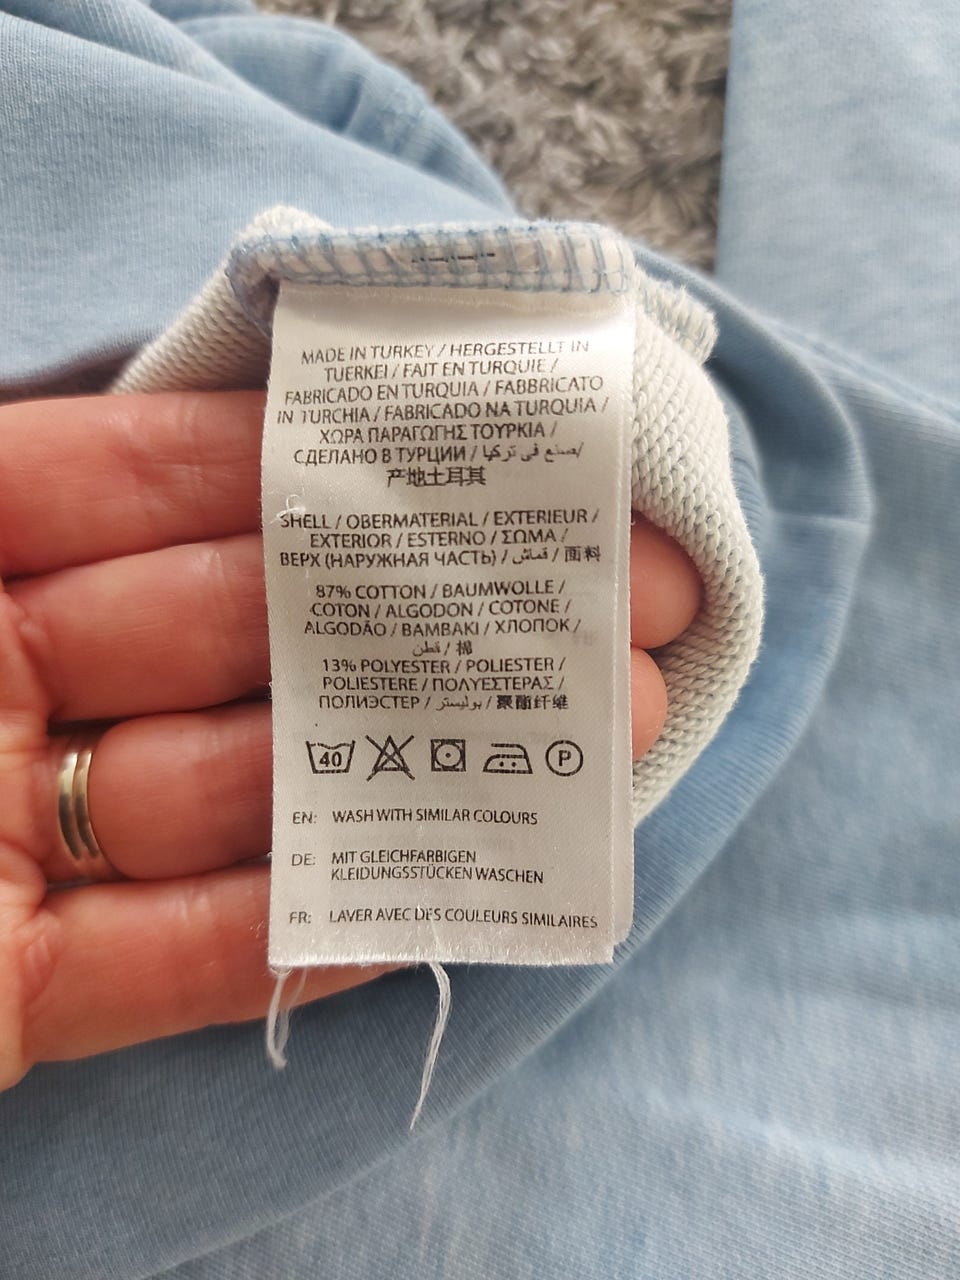 MADE IN TURKEY / HERGESTELLT IN
TUERKEI / FAIT EN TURQUIE /
FABRICADO EN TURQUIA / FABBRICATO
IN TURCHIA / FABRICADO NA TURQUIA /
ΧΩΡΑ ΠΑΡΑΓΩΓΗΣ ΤΟΥΡΚΙΑ /
СДЕЛАНО В ТУРЦИИ / صنع في تركيا /
产地土耳其
SHELL / OBERMATERIAL / EXTERIEUR /
EXTERIOR / ESTERNO / ΣΩΜΑ /
ВЕРХ (НАРУЖНАЯ ЧАСТЬ) / قماش / 面料
87% COTTON / BAUMWOLLE /
COTON / ALGODON / COTONE /
ALGODÃO / ΒΑΜΒΑΚΙ / ХЛОПОК /
قطن / 棉
13% POLYESTER / POLIESTER /
POLIESTERE / ΠΟΛΥΕΣΤΕΡΑΣ /
ПОЛИЭСТЕР / بوليستر / 聚酯纤维
40 P
EN: WASH WITH SIMILAR COLOURS
DE: MIT GLEICHFARBIGEN
KLEIDUNGSSTÜCKEN WASCHEN
FR: LAVER AVEC DES COULEURS SIMILAIRES